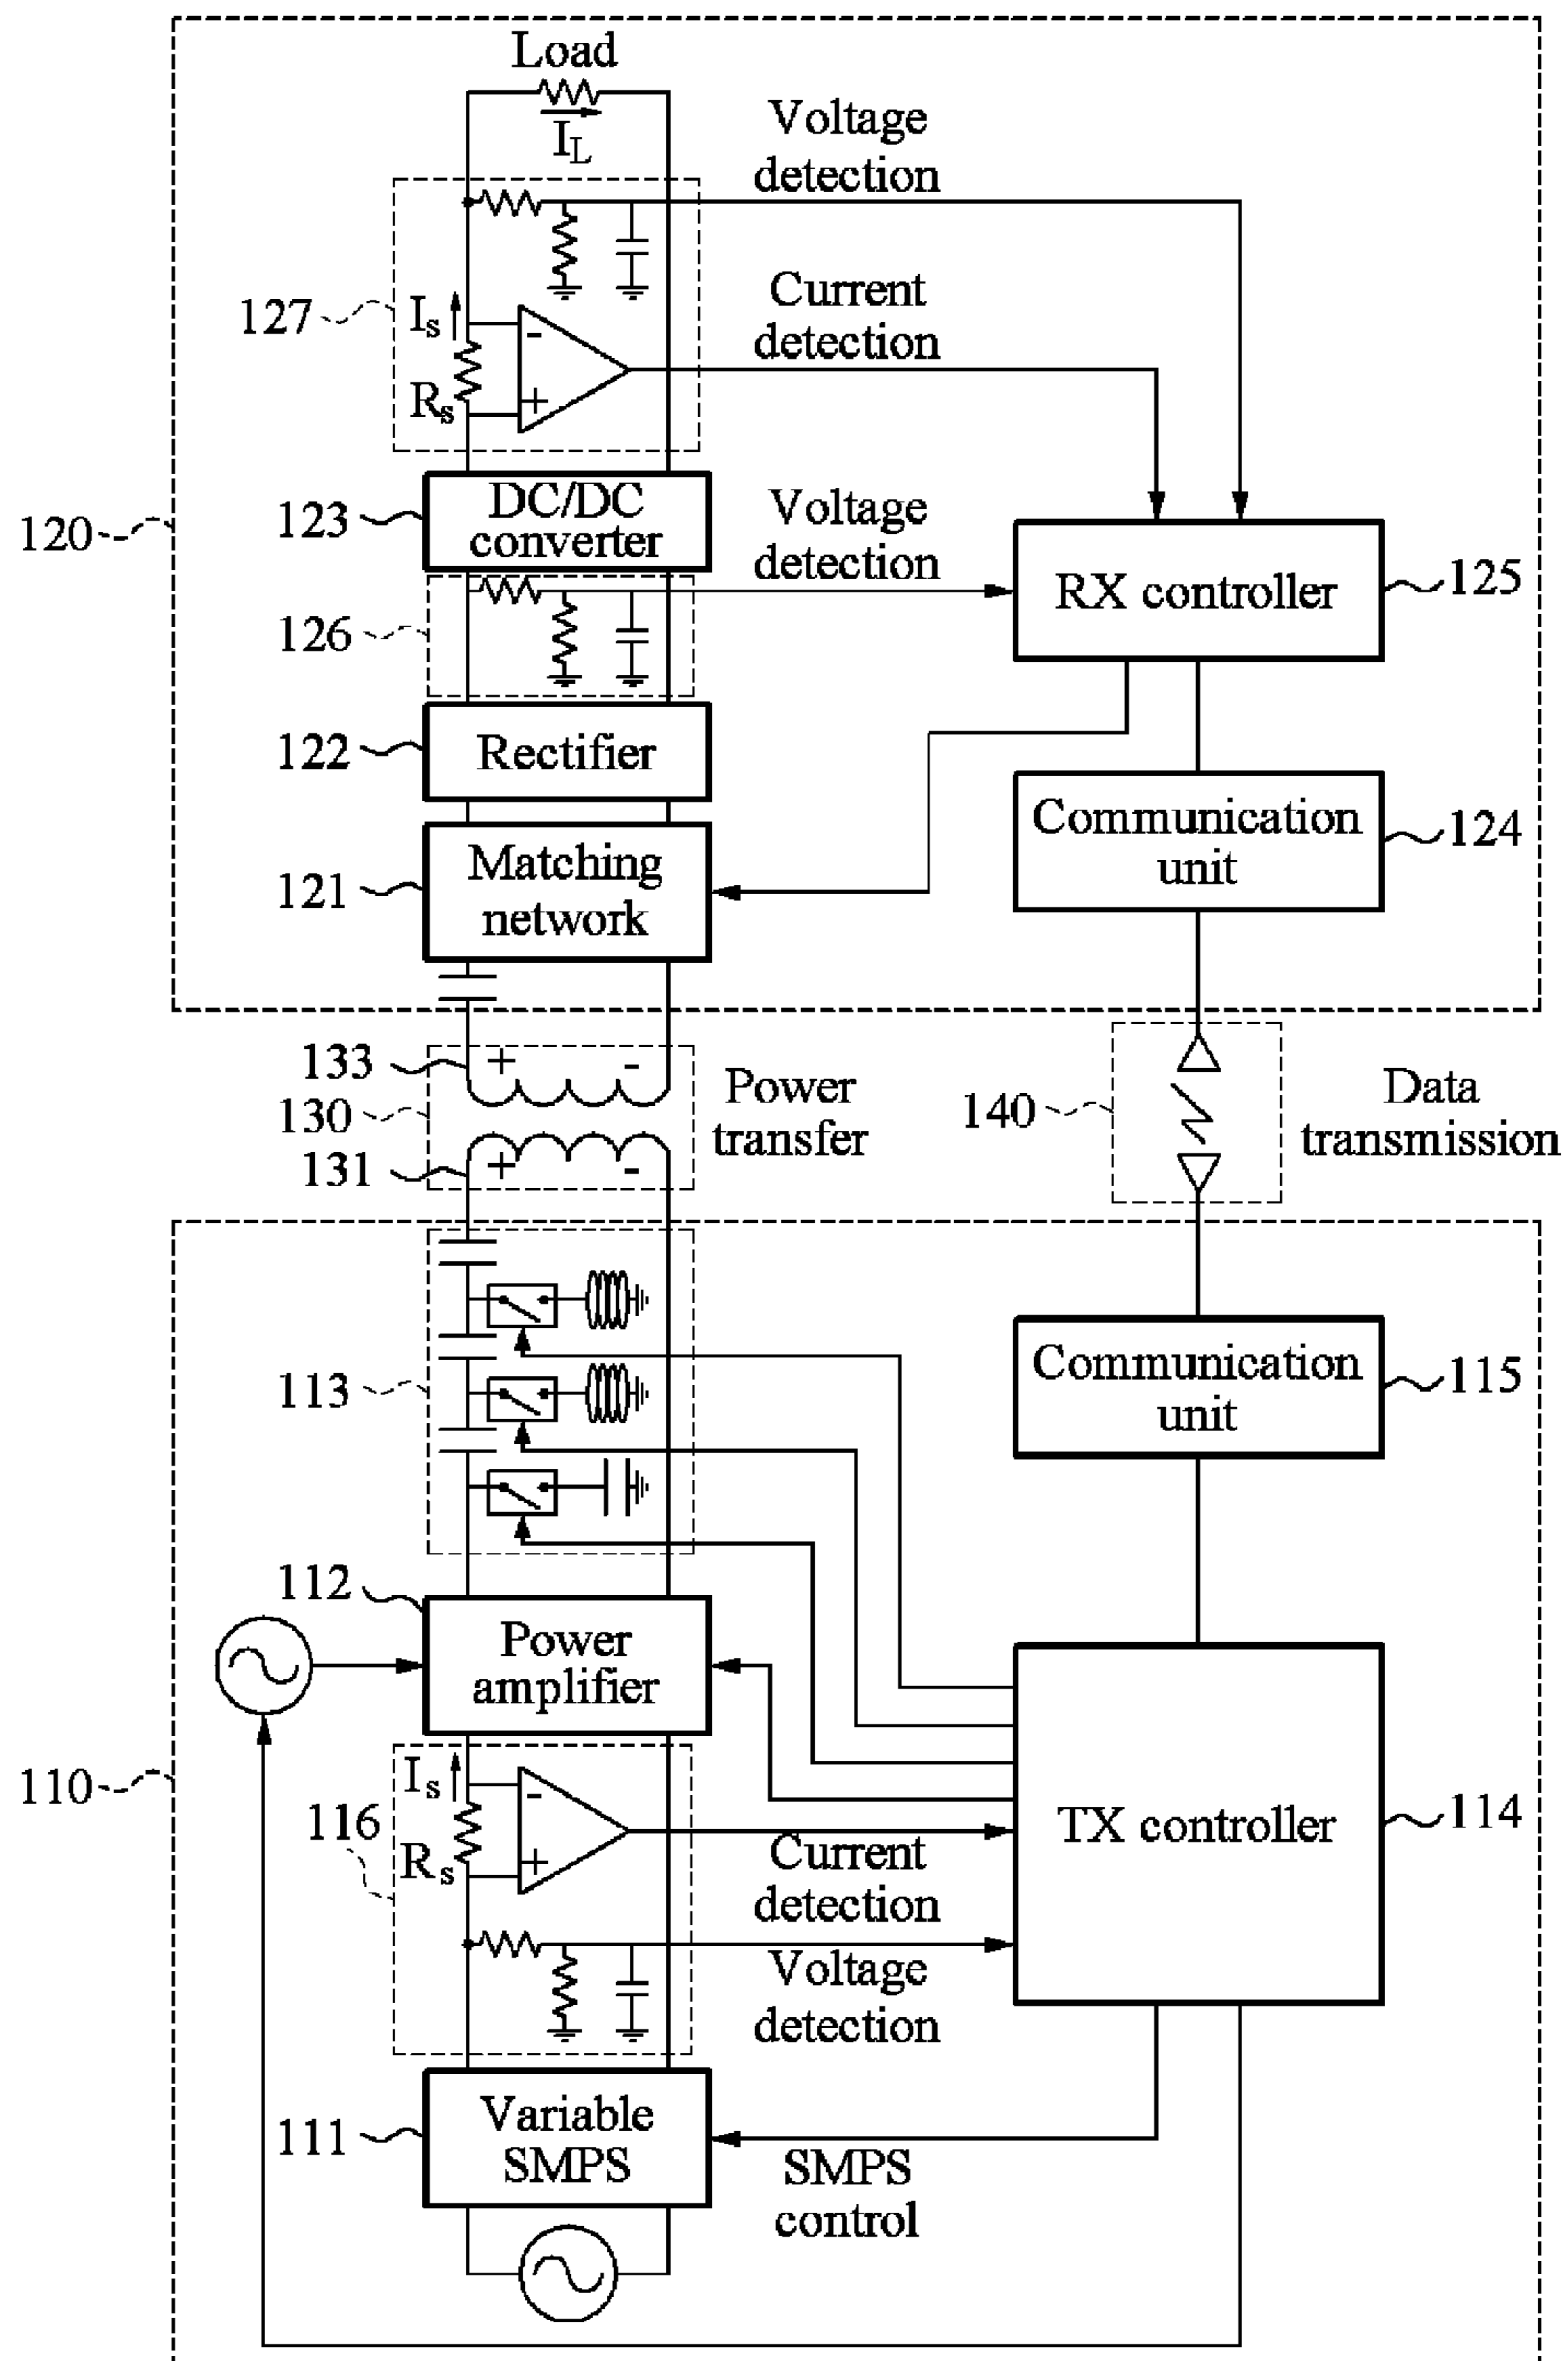 Load
I_L
Voltage
detection
127
I_s
-
Current
detection
R_s
+
DC/DC
converter
123
120
Voltage
detection
RX controller
125
126
122
Rectifier
Communication
unit
124
121
Matching
network
133
+ -
130
Power
transfer
131
+ -
140
Data
transmission
113
Communication
unit
115
112
Power
amplifier
110
I_s
-
116
R_s
+
Current
detection
TX controller
114
Voltage
detection
111
Variable
SMPS
SMPS
control